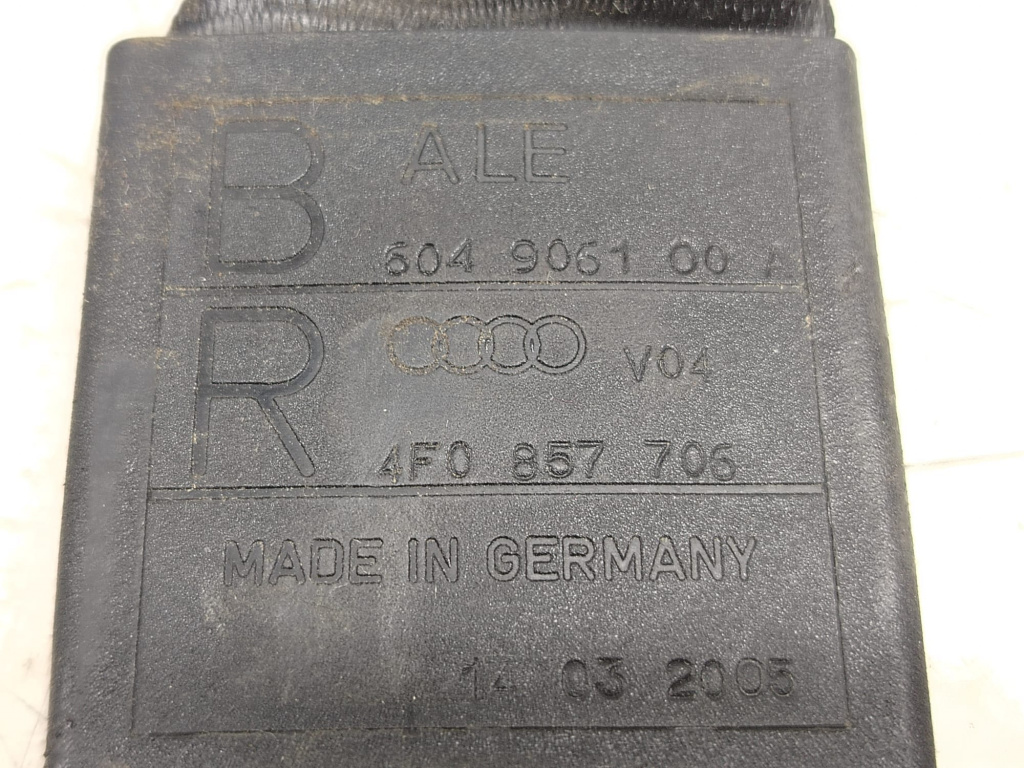 B ALE
604 9061 00 A
R V04
4F0 857 706
MADE IN GERMANY
14 03 2005